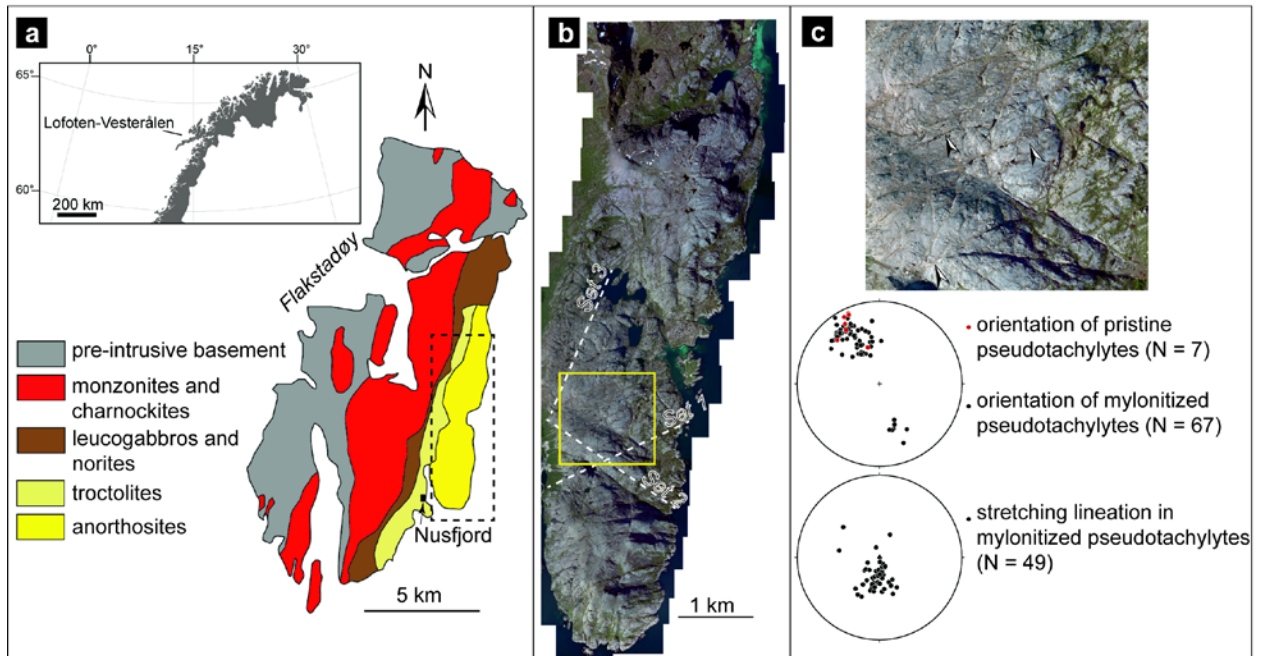 a
0°
15°
30°
65°
60°
Lofoten-Vesterålen
200 km
N
Flakstadøy
pre-intrusive basement
monzonites and
charnockites
leucogabbros and
norites
troctolites
anorthosites
Nusfjord
5 km
b
Set 3
Set 1
Set 2
1 km
c
orientation of pristine
pseudotachylytes (N = 7)
orientation of mylonitized
pseudotachylytes (N = 67)
stretching lineation in
mylonitized pseudotachylytes
(N = 49)